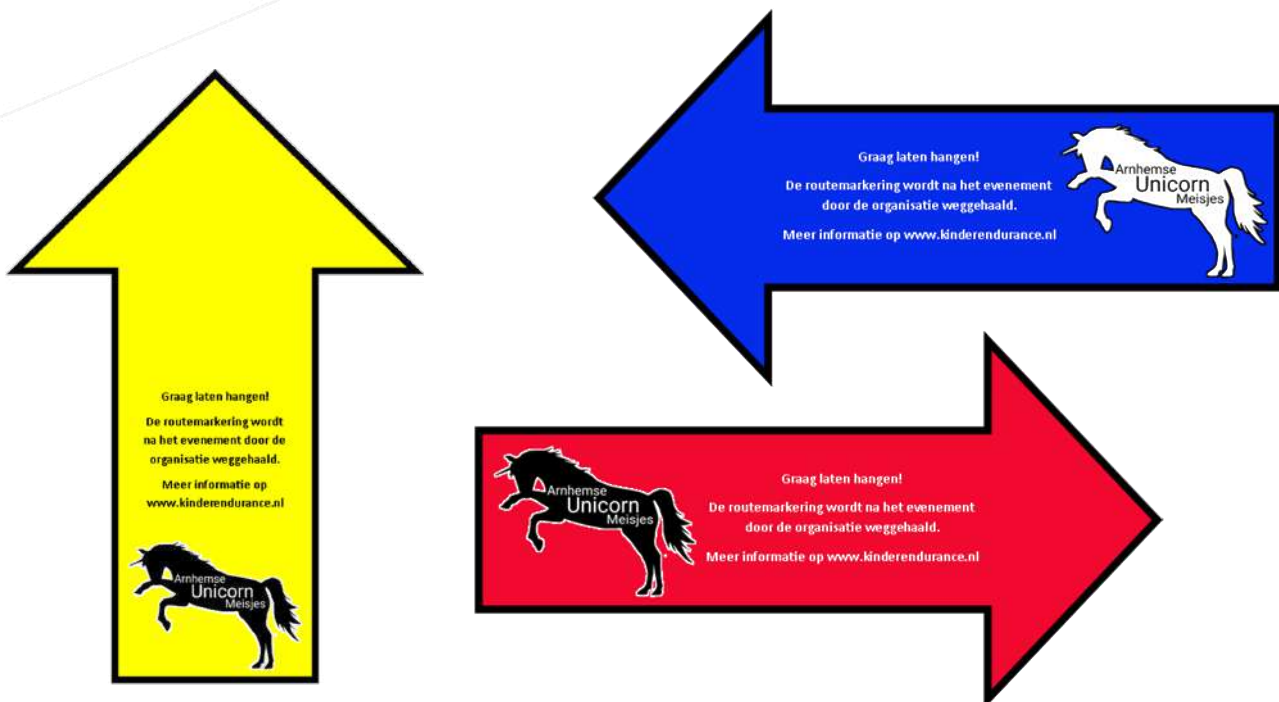 Graag laten hangen!
De routemarkering wordt
na het evenement door de
organisatie weggehaald.
Meer informatie op
www.kinderendurance.nl
Arnhemse
Unicorn
Meisjes
Graag laten hangen!
De routemarkering wordt na het evenement
door de organisatie weggehaald.
Meer informatie op www.kinderendurance.nl
Arnhemse
Unicorn
Meisjes
Arnhemse
Unicorn
Meisjes
Graag laten hangen!
De routemarkering wordt na het evenement
door de organisatie weggehaald.
Meer informatie op www.kinderendurance.nl